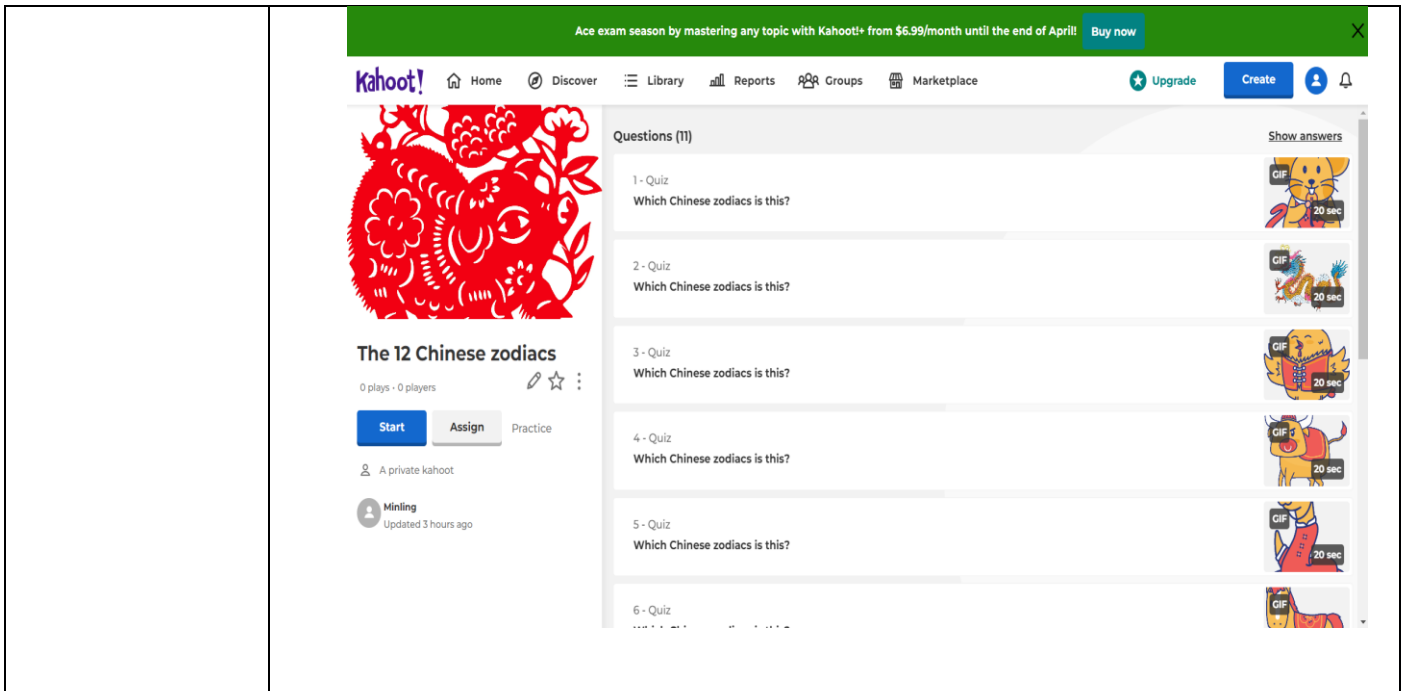 Ace exam season by mastering any topic with Kahoot!+ from $6.99/month until the end of April! Buy now
Kahoot! Home Discover Library Reports Groups Marketplace Upgrade Create
Questions (11) Show answers
1 - Quiz
Which Chinese zodiacs is this?
GIF
20 sec
2 - Quiz
Which Chinese zodiacs is this?
GIF
20 sec
The 12 Chinese zodiacs
0 plays · 0 players
Start Assign Practice
A private kahoot
Minling
Updated 3 hours ago
3 - Quiz
Which Chinese zodiacs is this?
GIF
20 sec
4 - Quiz
Which Chinese zodiacs is this?
GIF
20 sec
5 - Quiz
Which Chinese zodiacs is this?
GIF
20 sec
6 - Quiz
GIF